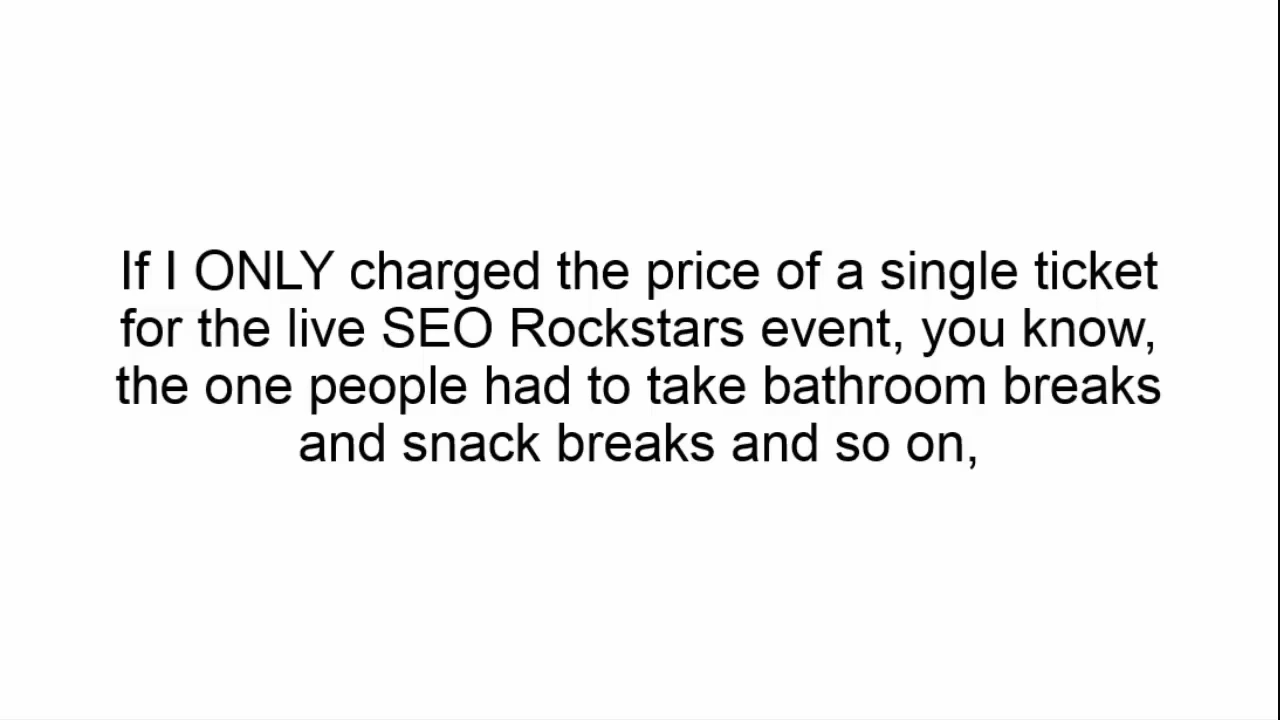 If I ONLY charged the price of a single ticket
for the live SEO Rockstars event, you know,
the one people had to take bathroom breaks
and snack breaks and so on,